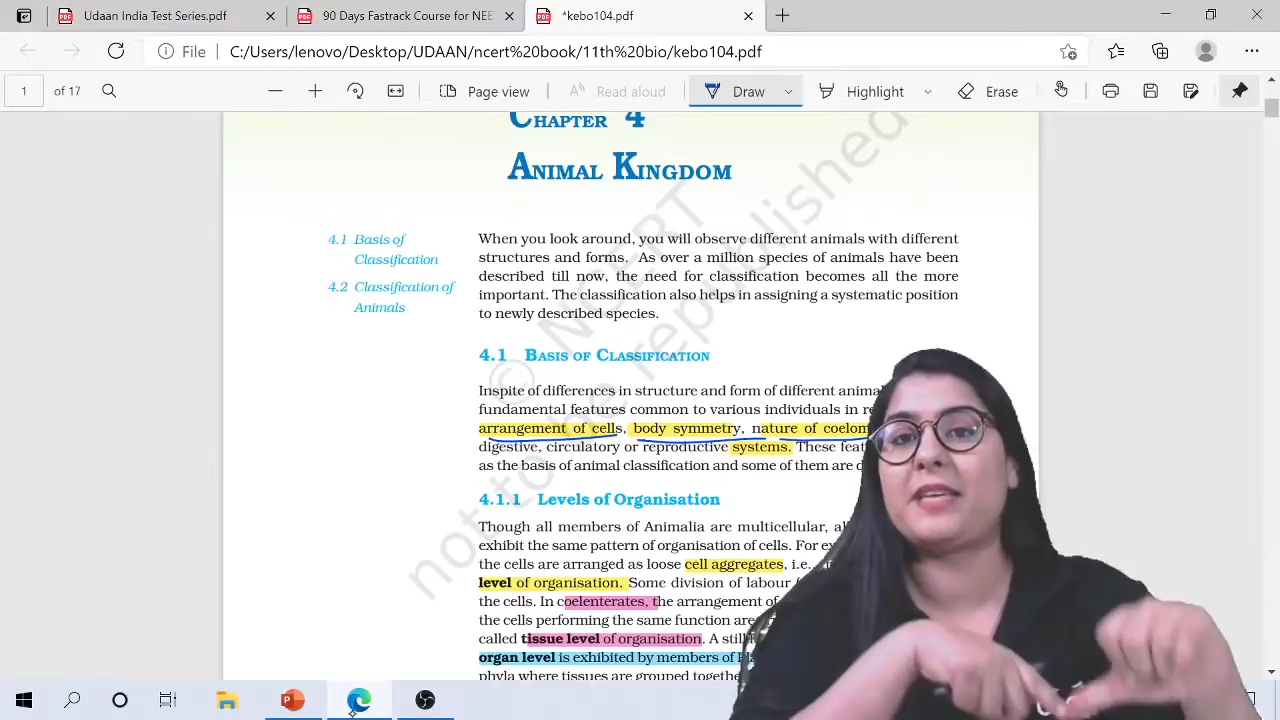 Udaan India Test Series.pdf
90 Days Fastest Course for NEET
*kebo104.pdf
File C:/Users/lenovo/Desktop/UDAAN/ncert%20book/11th%20bio/kebo104.pdf
1 of 17 Page view Read aloud Draw Highlight Erase
CHAPTER 4
ANIMAL KINGDOM
4.1 Basis of
Classification
4.2 Classification of
Animals
When you look around, you will observe different animals with different
structures and forms. As over a million species of animals have been
described till now, the need for classification becomes all the more
important. The classification also helps in assigning a systematic position
to newly described species.
4.1 BASIS OF CLASSIFICATION
Inspite of differences in structure and form of different
fundamental features common to various individuals in
arrangement of cells, body symmetry, nature of coelom
digestive, circulatory or reproductive systems. These
as the basis of animal classification and some of them are
4.1.1 Levels of Organisation
Though all members of Animalia are multicellular,
exhibit the same pattern of organisation of cells. For
the cells are arranged as loose cell aggregates, i.e.,
level of organisation. Some division of labour
the cells. In coelenterates, the arrangement of
the cells performing the same function are
called tissue level of organisation. A still
organ level is exhibited by members of
phyla where tissues are grouped
© NCERT
not to be republished